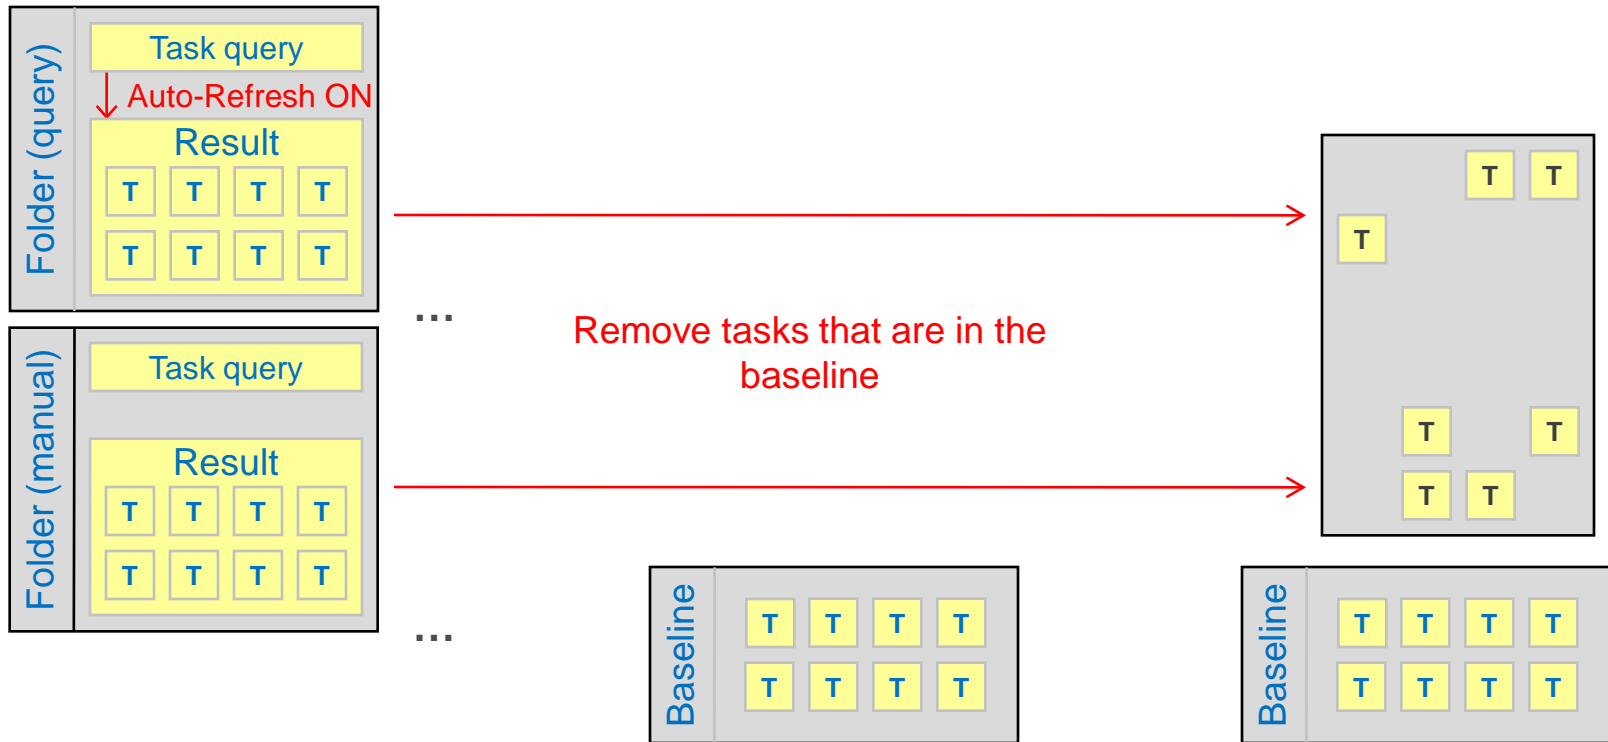 Folder (query)
Task query
Auto-Refresh ON
Result
T T T T
T T T T
...
Folder (manual)
Task query
Result
T T T T
T T T T
...
Remove tasks that are in the
baseline
T T
T
T T
T T
Baseline
T T T T
T T T T
Baseline
T T T T
T T T T